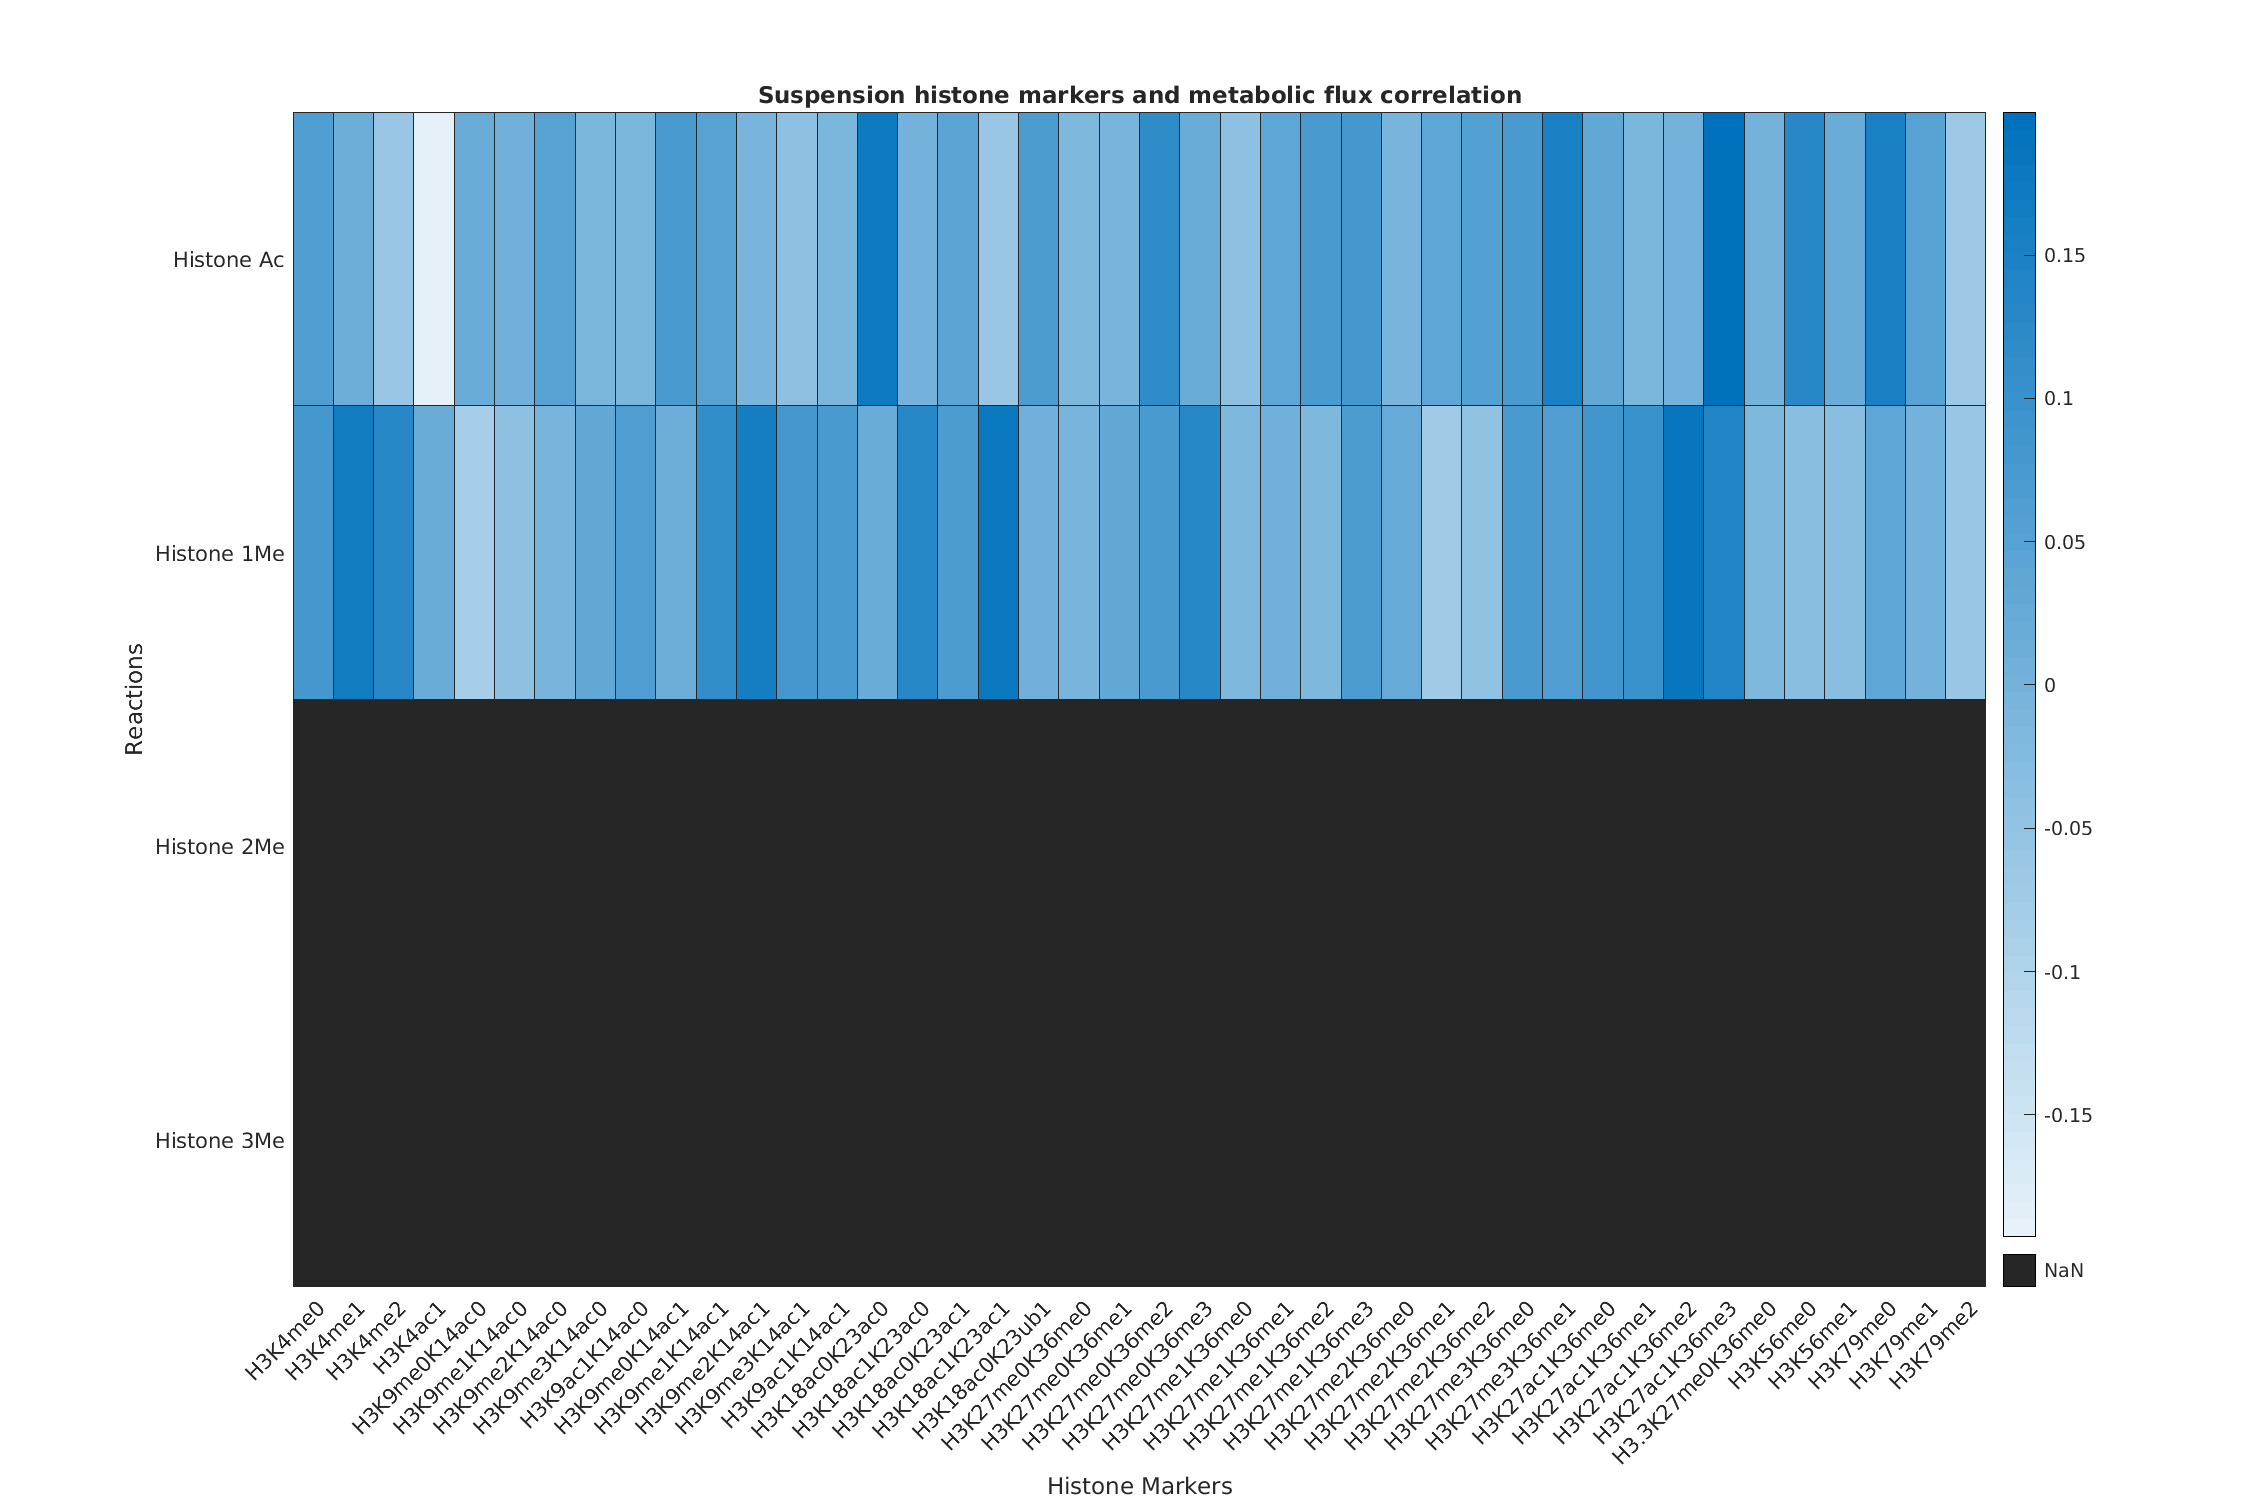 Suspension histone markers and metabolic flux correlation
Reactions
Histone Ac
Histone 1Me
Histone 2Me
Histone 3Me
0.15
0.1
0.05
0
-0.05
-0.1
-0.15
NaN
H3K4me0
H3K4me1
H3K4me2
H3K4ac1
H3K9me0K14ac0
H3K9me1K14ac0
H3K9me2K14ac0
H3K9me3K14ac0
H3K9ac1K14ac0
H3K9me0K14ac1
H3K9me1K14ac1
H3K9me2K14ac1
H3K9me3K14ac1
H3K9ac1K14ac1
H3K18ac0K23ac0
H3K18ac1K23ac0
H3K18ac0K23ac1
H3K18ac1K23ac1
H3K18ac0K23ub1
H3K27me0K36me0
H3K27me0K36me1
H3K27me0K36me2
H3K27me0K36me3
H3K27me1K36me0
H3K27me1K36me1
H3K27me1K36me2
H3K27me1K36me3
H3K27me2K36me0
H3K27me2K36me1
H3K27me2K36me2
H3K27me3K36me0
H3K27me3K36me1
H3K27ac1K36me0
H3K27ac1K36me1
H3K27ac1K36me2
H3K27ac1K36me3
H3.3K27me0K36me0
H3K56me0
H3K56me1
H3K79me0
H3K79me1
H3K79me2
Histone Markers